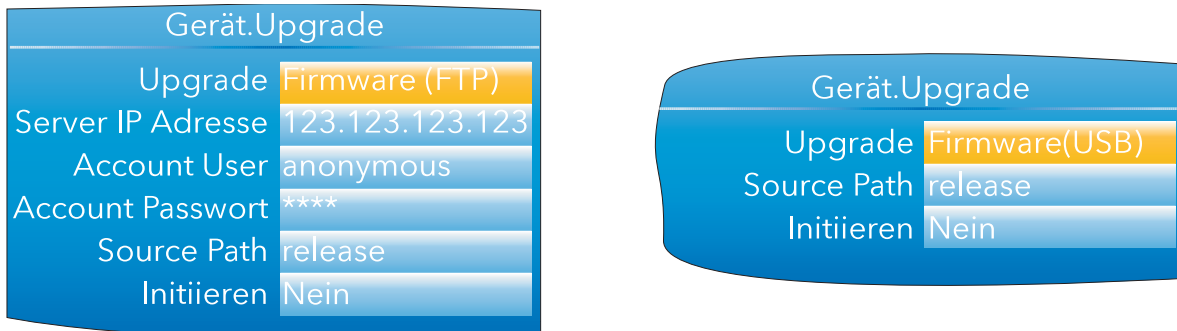 Gerät.Upgrade
Upgrade Firmware (FTP)
Server IP Adresse 123.123.123.123
Account User anonymous
Account Passwort ****
Source Path release
Initiieren Nein
Gerät.Upgrade
Upgrade Firmware(USB)
Source Path release
Initiieren Nein